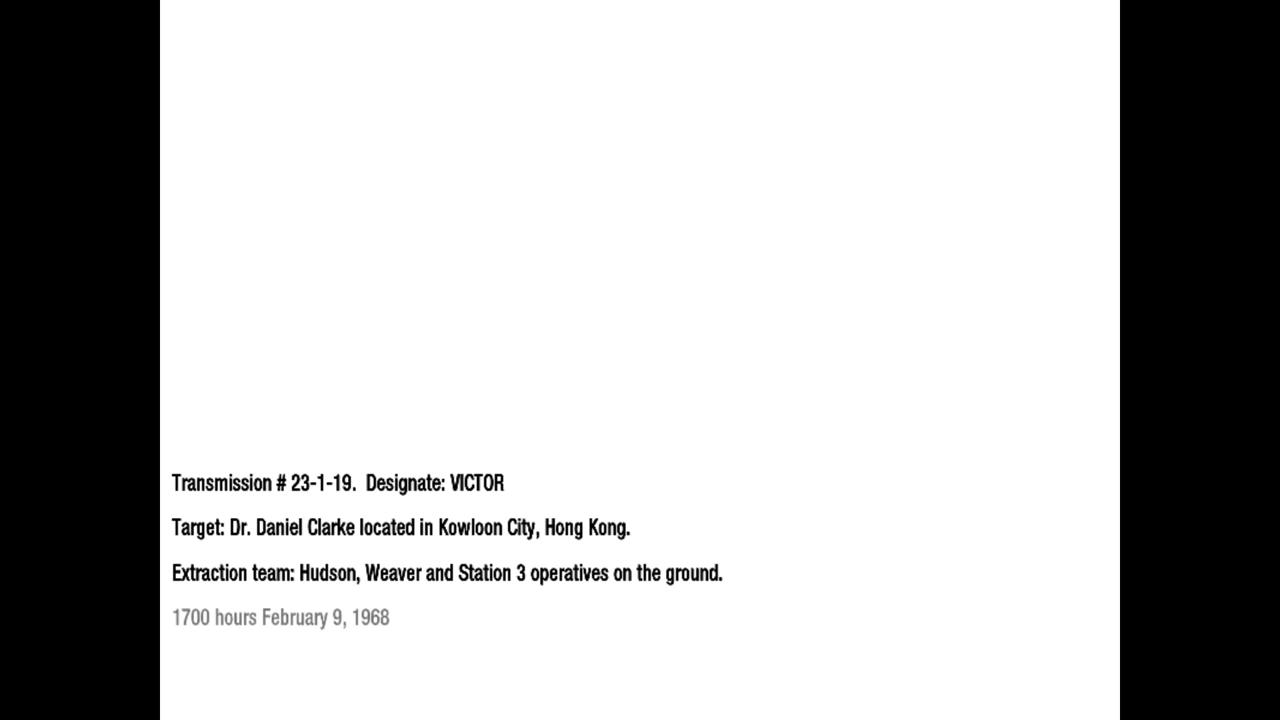 Transmission # 23-1-19.  Designate: VICTOR
Target: Dr. Daniel Clarke located in Kowloon City, Hong Kong.
Extraction team: Hudson, Weaver and Station 3 operatives on the ground.
1700 hours February 9, 1968